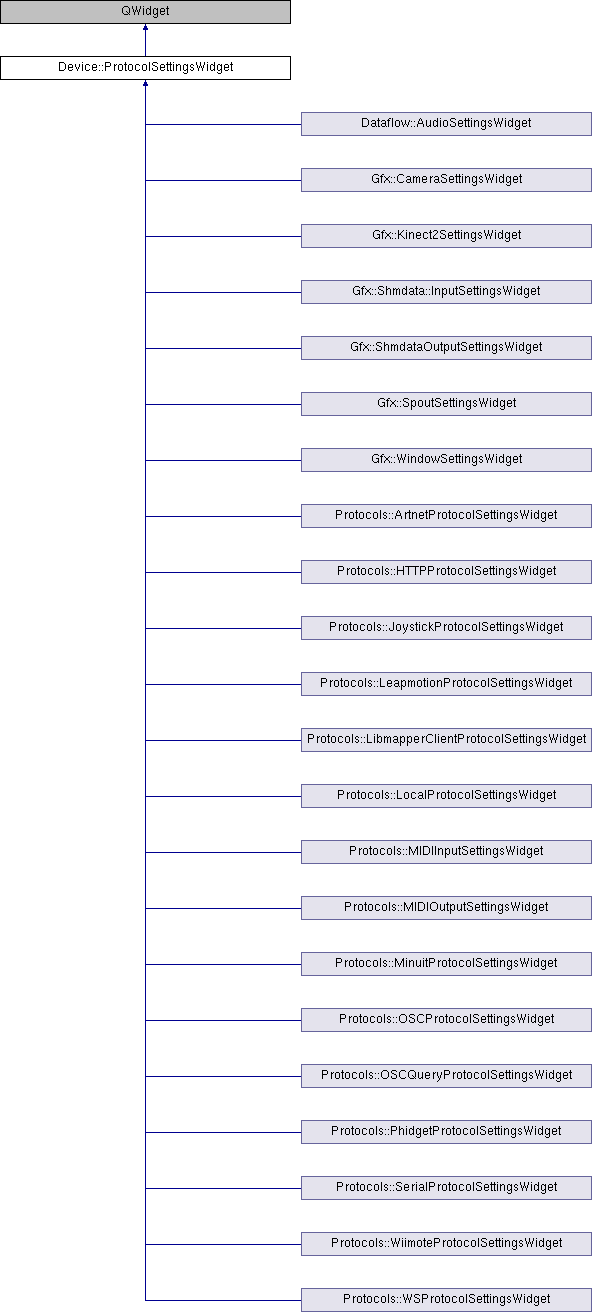 QWidget
Device::ProtocolSettingsWidget
Dataflow::AudioSettingsWidget
Gfx::CameraSettingsWidget
Gfx::Kinect2SettingsWidget
Gfx::Shmdata::InputSettingsWidget
Gfx::ShmdataOutputSettingsWidget
Gfx::SpoutSettingsWidget
Gfx::WindowSettingsWidget
Protocols::ArtnetProtocolSettingsWidget
Protocols::HTTPProtocolSettingsWidget
Protocols::JoystickProtocolSettingsWidget
Protocols::LeapmotionProtocolSettingsWidget
Protocols::LibmapperClientProtocolSettingsWidget
Protocols::LocalProtocolSettingsWidget
Protocols::MIDIInputSettingsWidget
Protocols::MIDIOutputSettingsWidget
Protocols::MinuitProtocolSettingsWidget
Protocols::OSCProtocolSettingsWidget
Protocols::OSCQueryProtocolSettingsWidget
Protocols::PhidgetProtocolSettingsWidget
Protocols::SerialProtocolSettingsWidget
Protocols::WiimoteProtocolSettingsWidget
Protocols::WSProtocolSettingsWidget